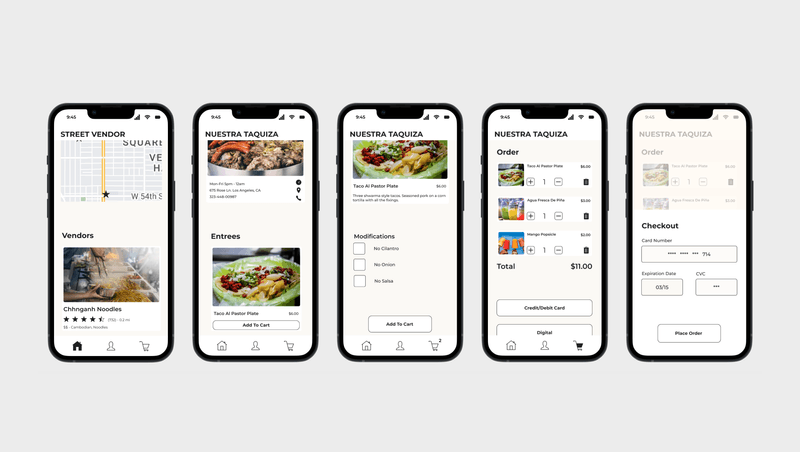 9:45
STREET VENDOR
SQUARE
VE
H.
W 54th S
Vendors
Chhnganh Noodles
(752) • 0.2 mi
$$ • Cambodian, Noodles
9:45
NUESTRA TAQUIZA
Mon-Fri 5pm - 12am
675 Rose Ln. Los Angeles, CA
323-448-00987
Entrees
Taco Al Pastor Plate $6.00
Add To Cart
9:45
NUESTRA TAQUIZA
Taco Al Pastor Plate $6.00
Three shawarma style tacos. Seasoned pork on a corn
tortilla with all the fixings.
Modifications
No Cilantro
No Onion
No Salsa
Add To Cart
2
9:45
NUESTRA TAQUIZA
Order
Taco Al Pastor Plate $6.00
1
Agua Fresca De Piña $3.00
1
Mango Popsicle $2.00
1
Total $11.00
Credit/Debit Card
Digital
9:45
NUESTRA TAQUIZA
Order
Taco Al Pastor Plate $6.00
1
Agua Fresca De Piña $3.00
Checkout
Card Number
**** **** *** 714
Expiration Date CVC
03/15 ***
Place Order